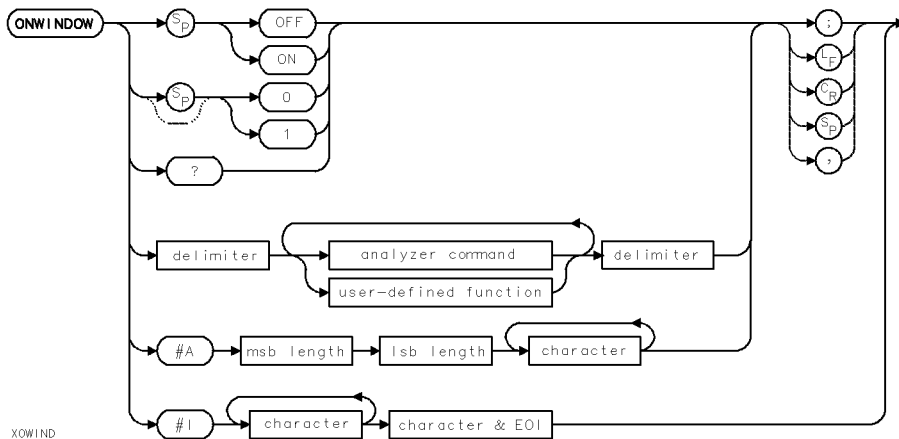 ONWINDOW
SP
OFF
ON
SP
0
1
?
;
LF
CR
SP
,
delimiter
analyzer command
user-defined function
delimiter
#A
msb length
lsb length
character
#I
character
character & EOI
XOWIND